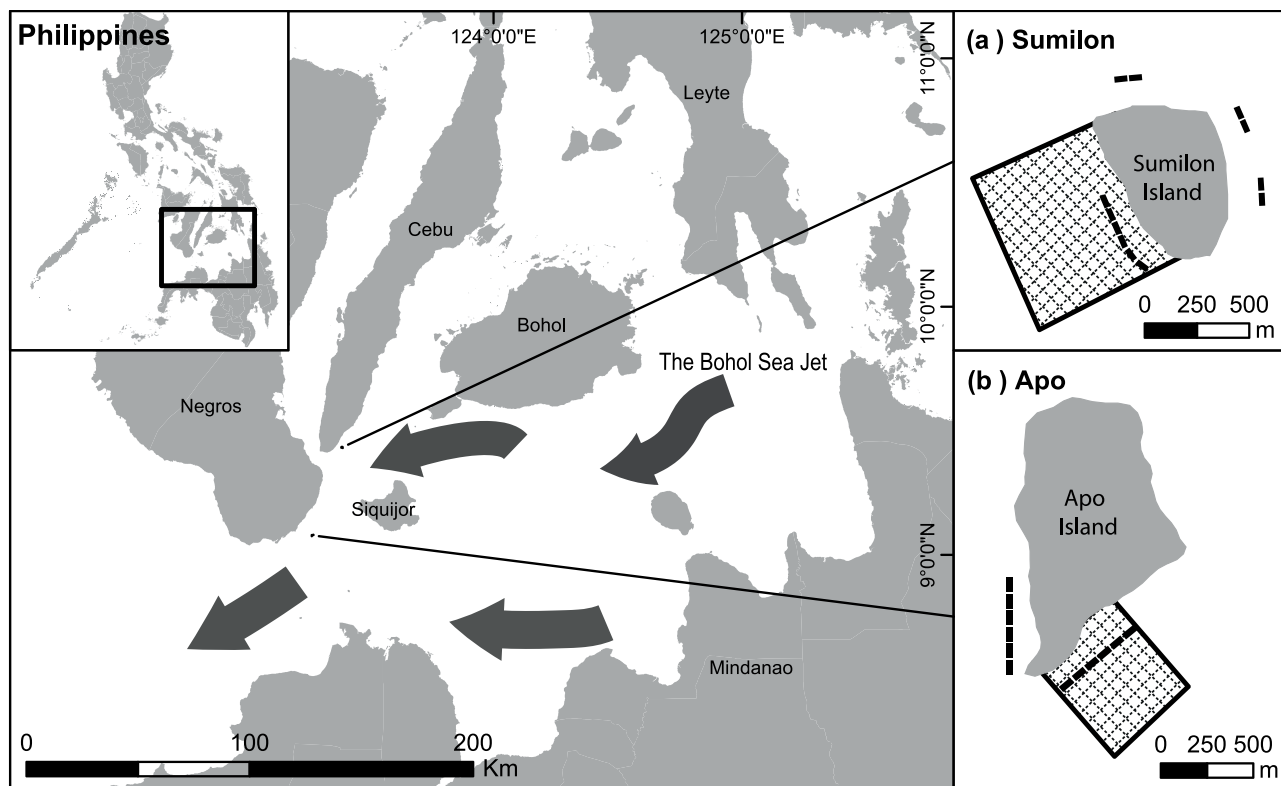 Philippines
124°0'0"E
125°0'0"E
11°0'0"N
10°0'0"N
9°0'0"N
Leyte
Cebu
Bohol
The Bohol Sea Jet
Negros
Siquijor
Mindanao
0 100 200
Km
(a ) Sumilon
Sumilon
Island
0 250 500
m
(b ) Apo
Apo
Island
0 250 500
m